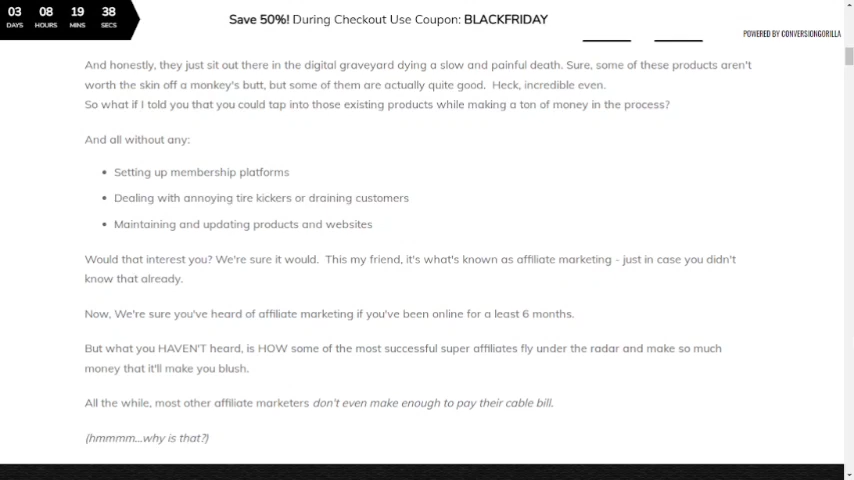 03 08 19 38
DAYS HOURS MINS SECS
Save 50%! During Checkout Use Coupon: BLACKFRIDAY
POWERED BY CONVERSIONGORILLA
And honestly, they just sit out there in the digital graveyard dying a slow and painful death. Sure, some of these products aren't
worth the skin off a monkey's butt, but some of them are actually quite good. Heck, incredible even.
So what if I told you that you could tap into those existing products while making a ton of money in the process?
And all without any:
Setting up membership platforms
Dealing with annoying tire kickers or draining customers
Maintaining and updating products and websites
Would that interest you? We're sure it would. This my friend, it's what's known as affiliate marketing - just in case you didn't
know that already.
Now, We're sure you've heard of affiliate marketing if you've been online for a least 6 months.
But what you HAVEN'T heard, is HOW some of the most successful super affiliates fly under the radar and make so much
money that it'll make you blush.
All the while, most other affiliate marketers don't even make enough to pay their cable bill.
(hmmmm...why is that?)